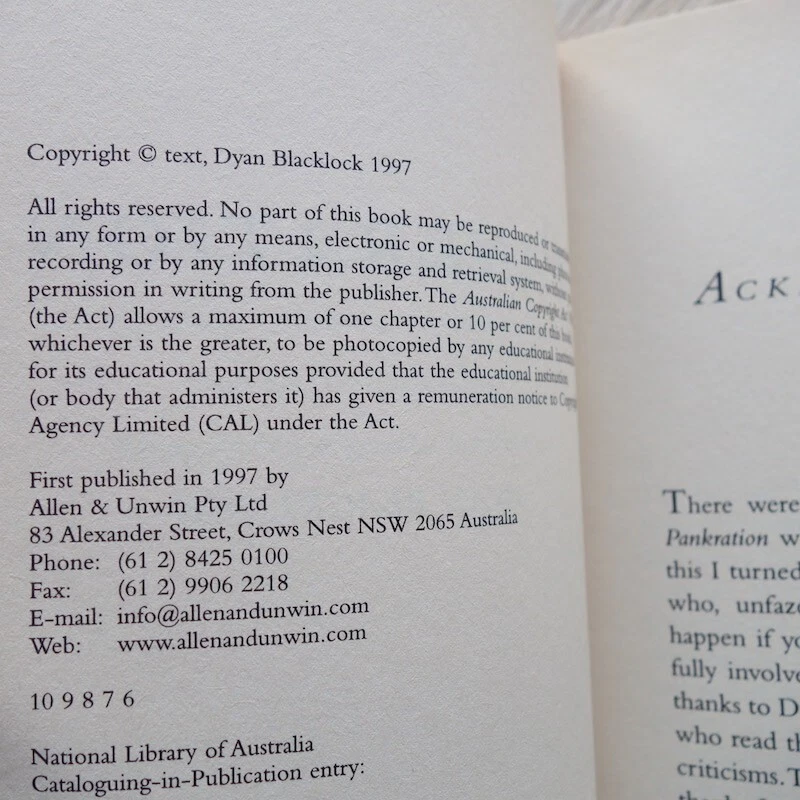 Copyright © text, Dyan Blacklock 1997
All rights reserved. No part of this book may be reproduced or
in any form or by any means, electronic or mechanical, including
recording or by any information storage and retrieval system, without
permission in writing from the publisher. The Australian Copyright
(the Act) allows a maximum of one chapter or 10 per cent of this book,
whichever is the greater, to be photocopied by any educational
for its educational purposes provided that the educational institution
(or body that administers it) has given a remuneration notice to
Agency Limited (CAL) under the Act.
First published in 1997 by
Allen & Unwin Pty Ltd
83 Alexander Street, Crows Nest NSW 2065 Australia
Phone: (61 2) 8425 0100
Fax: (61 2) 9906 2218
E-mail: info@allenandunwin.com
Web: www.allenandunwin.com
10 9 8 7 6
National Library of Australia
Cataloguing-in-Publication entry:
ACK
There were
Pankration w
this I turned
who, unfaz
happen if yo
fully involv
thanks to D
who read th
criticisms. T